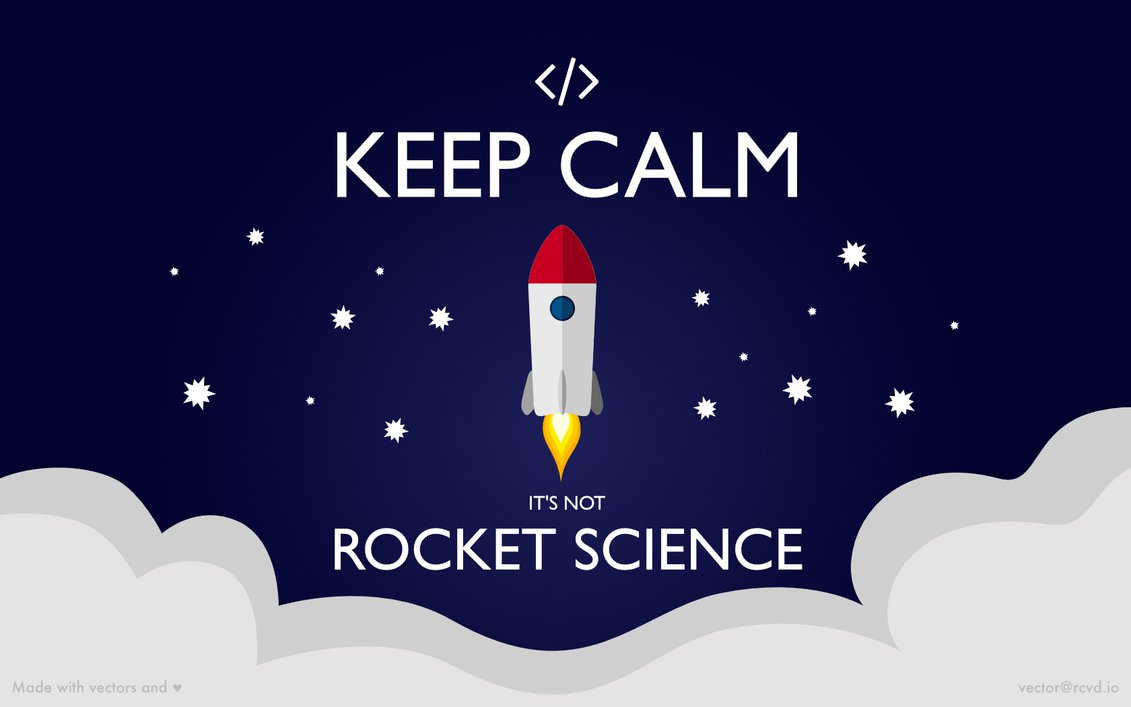 </>
KEEP CALM
IT'S NOT
ROCKET SCIENCE
Made with vectors and ♥
vector@rcvd.io